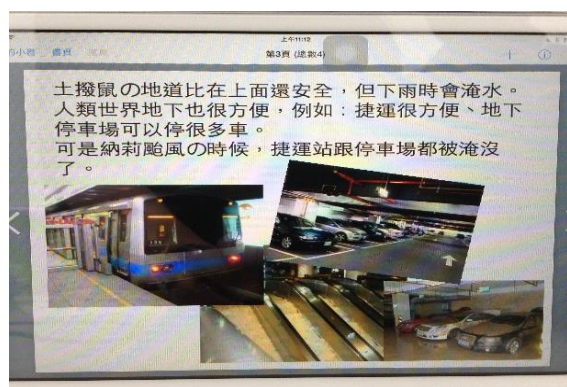 上午11:12
書頁
第3頁 (總數4)
土撥鼠の地道比在上面還安全，但下雨時會淹水。
人類世界地下也很方便，例如：捷運很方便、地下
停車場可以停很多車。
可是納莉颱風の時候，捷運站跟停車場都被淹沒
了。